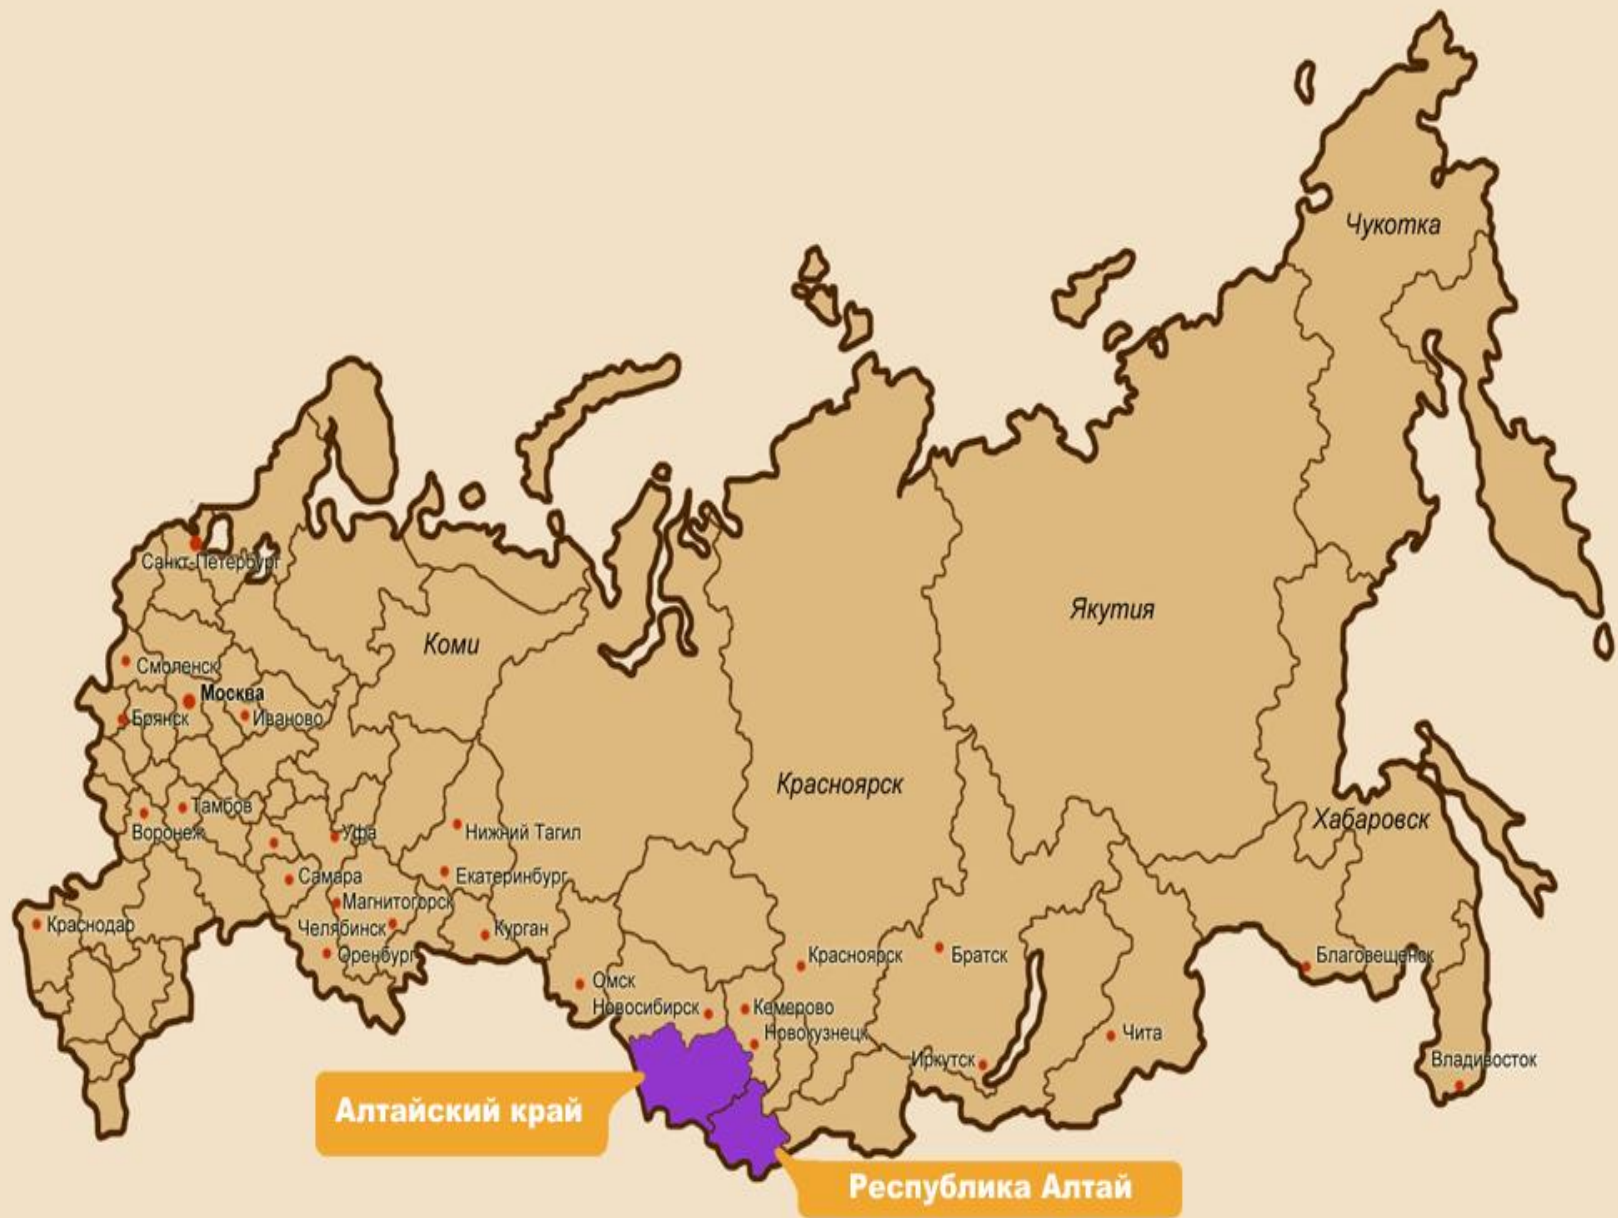 Чукотка
Санкт-Петербург
Якутия
Коми
Смоленск
Москва
Брянск
Иваново
Красноярск
Тамбов
Хабаровск
Воронеж
Уфа
Нижний Тагил
Самара
Екатеринбург
Магнитогорск
Краснодар
Челябинск
Курган
Оренбург
Красноярск
Братск
Благовещенск
Омск
Новосибирск
Кемерово
Новокузнецк
Чита
Иркутск
Владивосток
Алтайский край
Республика Алтай